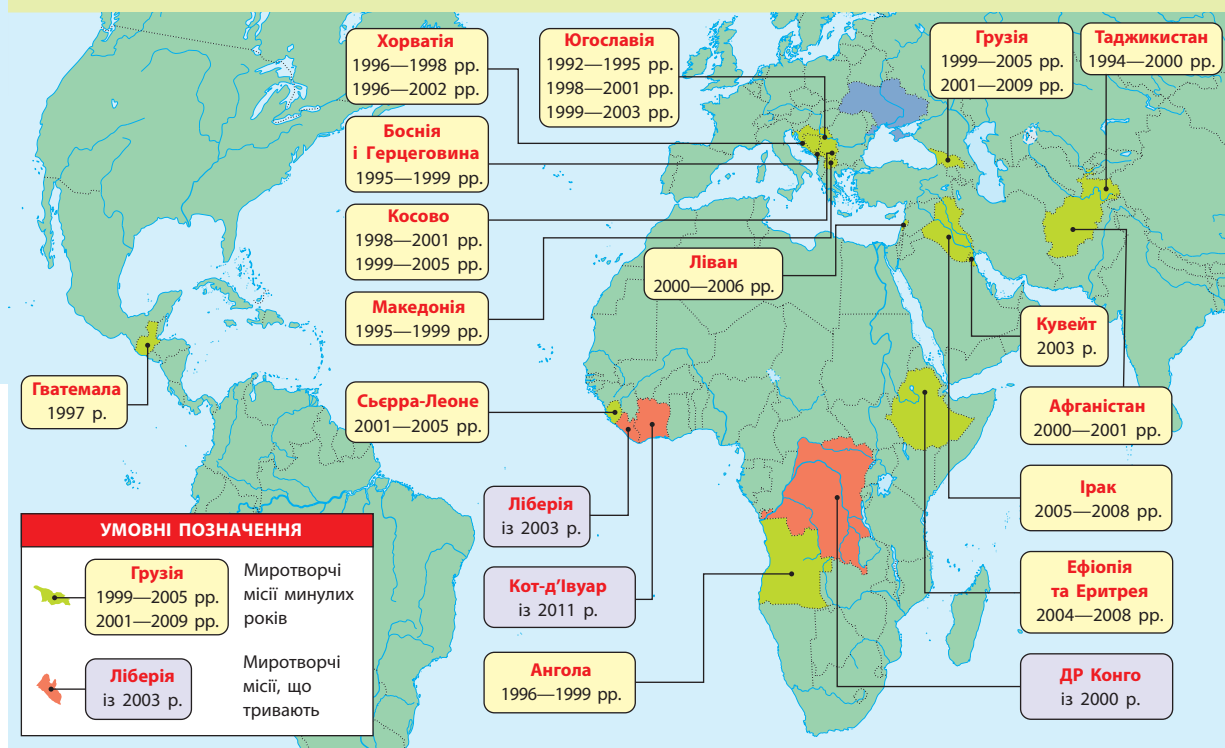 Хорватія
1996—1998 рр.
1996—2002 рр.
Югославія
1992—1995 рр.
1998—2001 рр.
1999—2003 рр.
Грузія
1999—2005 рр.
2001—2009 рр.
Таджикистан
1994—2000 рр.
Боснія
і Герцеговина
1995—1999 рр.
Косово
1998—2001 рр.
1999—2005 рр.
Ліван
2000—2006 рр.
Македонія
1995—1999 рр.
Кувейт
2003 р.
Гватемала
1997 р.
Сьєрра-Леоне
2001—2005 рр.
Афганістан
2000—2001 рр.
Ліберія
із 2003 р.
Ірак
2005—2008 рр.
Кот-д'Івуар
із 2011 р.
Ефіопія
та Еритрея
2004—2008 рр.
Ангола
1996—1999 рр.
ДР Конго
із 2000 р.
УМОВНІ ПОЗНАЧЕННЯ
Грузія
1999—2005 рр.
2001—2009 рр.
Миротворчі
місії минулих
років
Ліберія
із 2003 р.
Миротворчі
місії, що
тривають